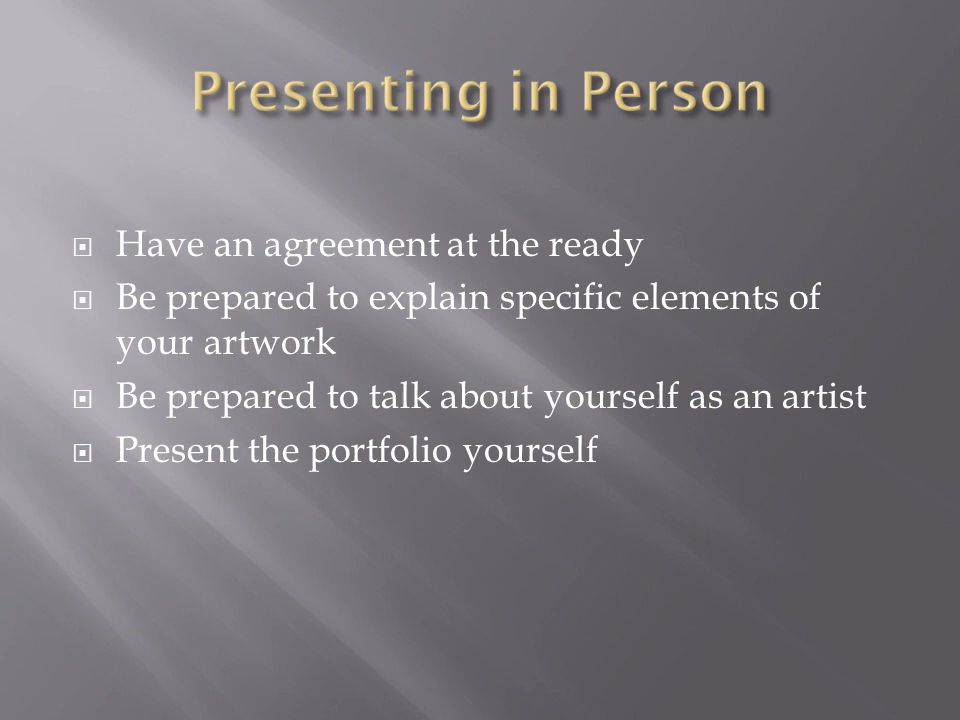 Presenting in Person
Have an agreement at the ready
Be prepared to explain specific elements of
your artwork
Be prepared to talk about yourself as an artist
Present the portfolio yourself